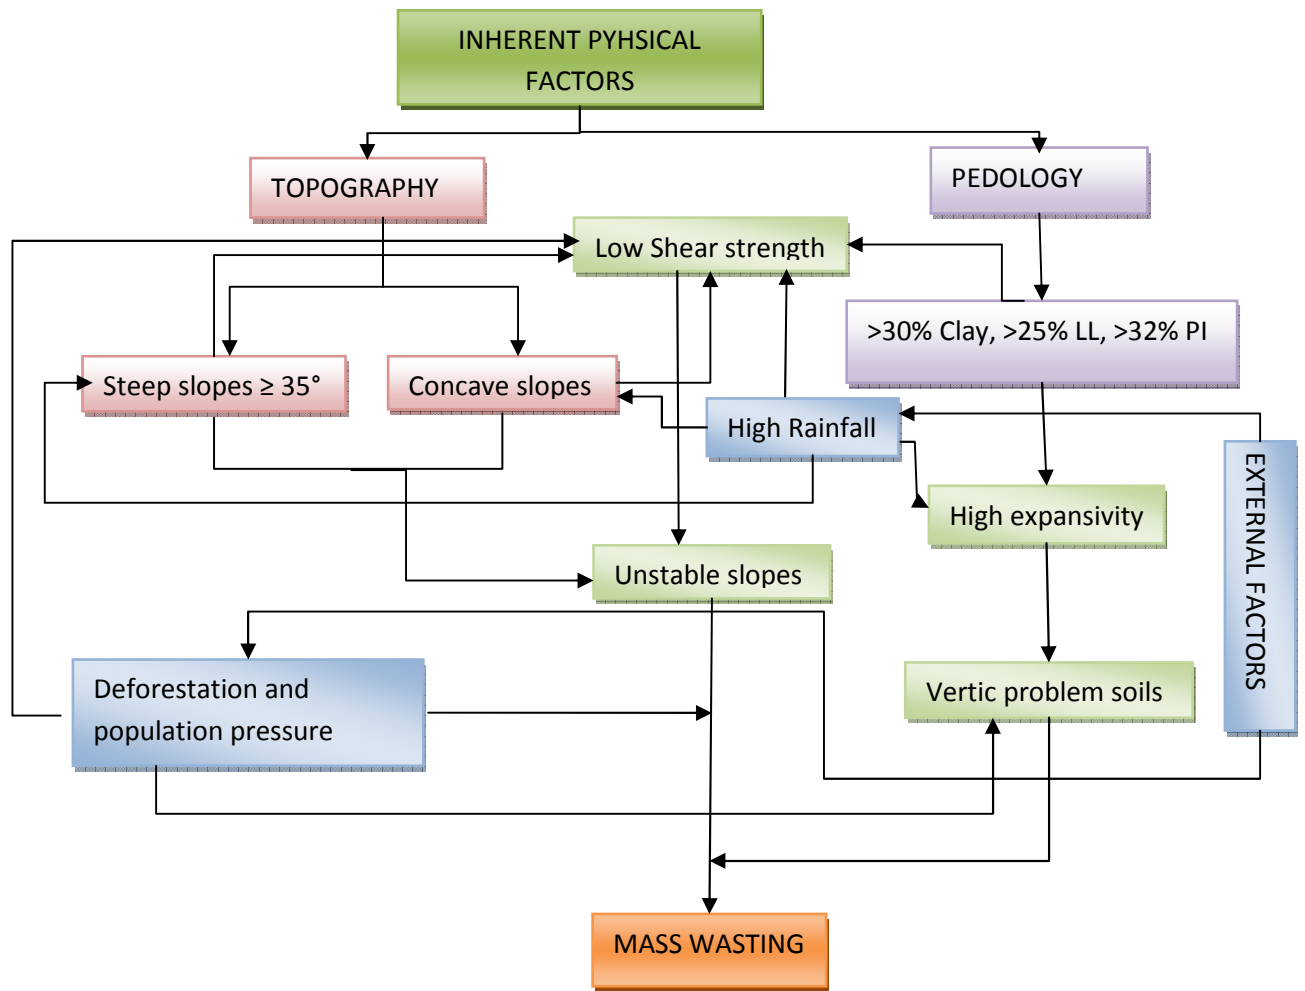 INHERENT PYHSICAL
FACTORS
TOPOGRAPHY
PEDOLOGY
Low Shear strength
>30% Clay, >25% LL, >32% PI
Steep slopes ≥ 35°
Concave slopes
High Rainfall
EXTERNAL FACTORS
High expansivity
Unstable slopes
Deforestation and
population pressure
Vertic problem soils
MASS WASTING